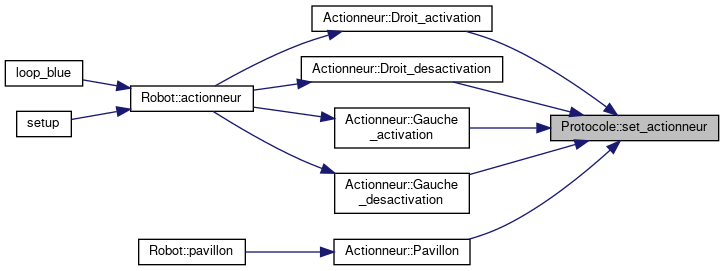 Actionneur::Droit_activation
loop_blue
Actionneur::Droit_desactivation
Robot::actionneur
setup
Actionneur::Gauche
_activation
Protocole::set_actionneur
Actionneur::Gauche
_desactivation
Robot::pavillon
Actionneur::Pavillon